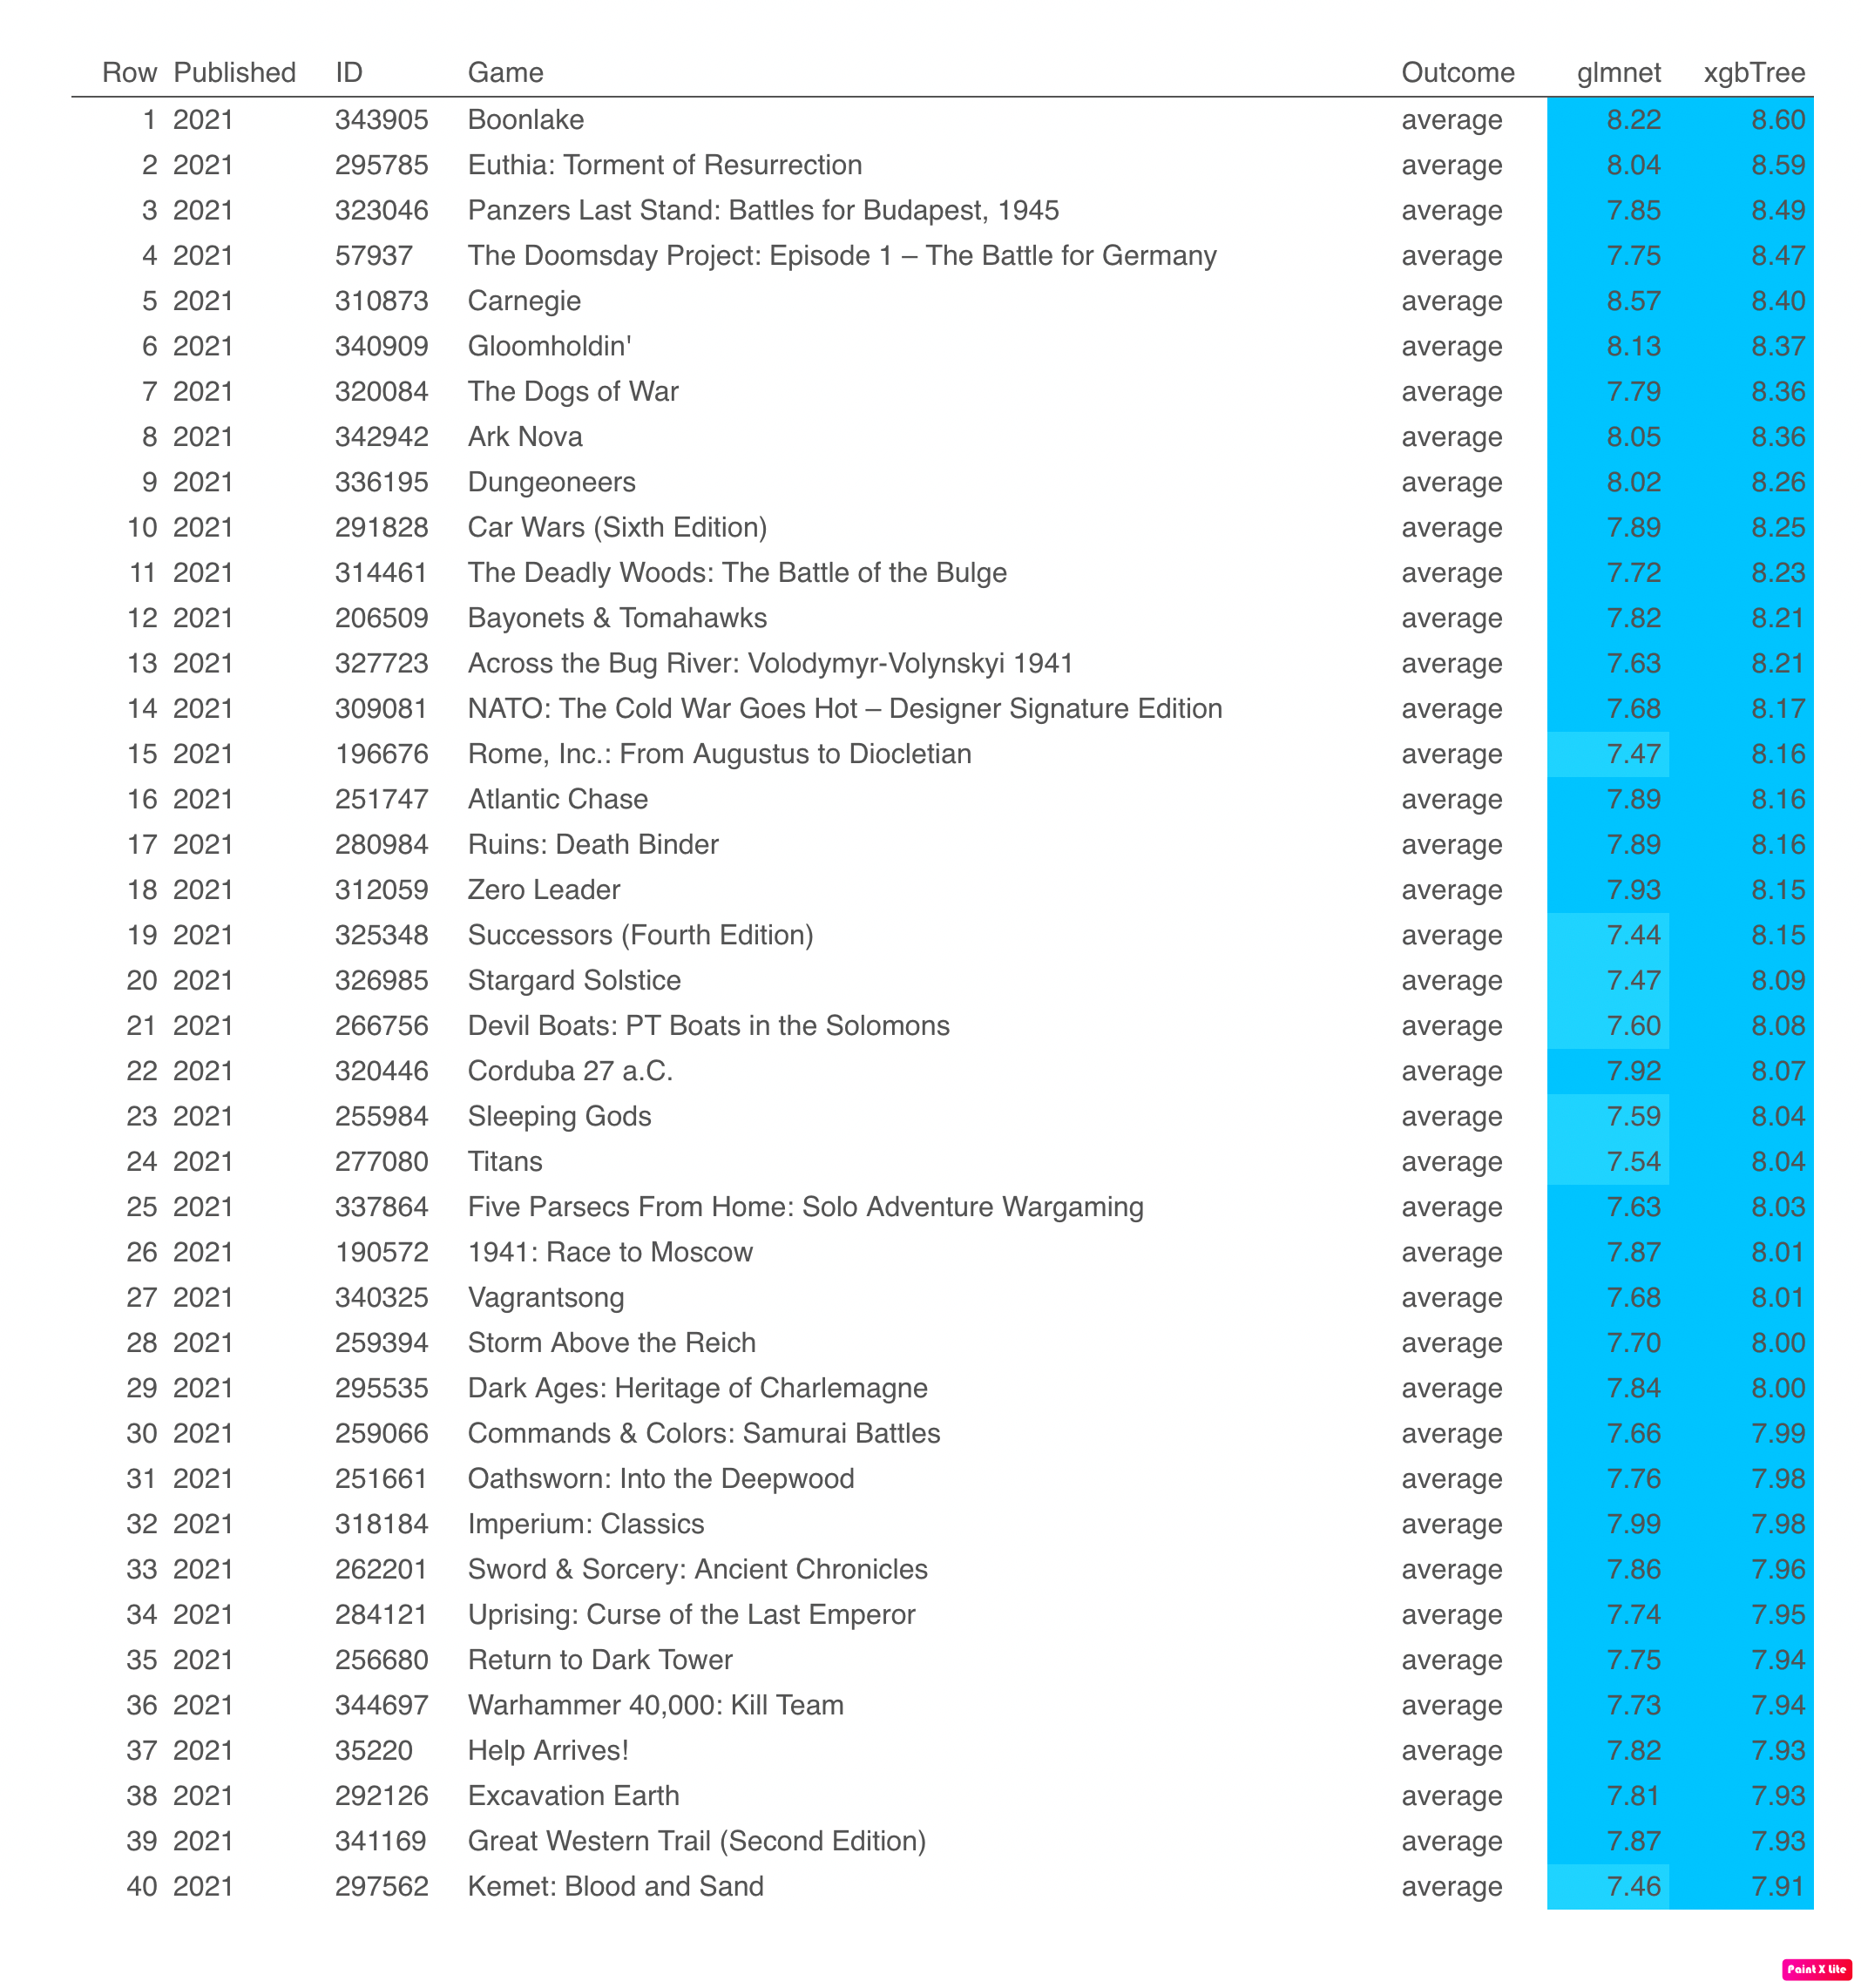 Row Published ID Game Outcome glmnet xgbTree
1 2021 343905 Boonlake average 8.22 8.60
2 2021 295785 Euthia: Torment of Resurrection average 8.04 8.59
3 2021 323046 Panzers Last Stand: Battles for Budapest, 1945 average 7.85 8.49
4 2021 57937 The Doomsday Project: Episode 1 – The Battle for Germany average 7.75 8.47
5 2021 310873 Carnegie average 8.57 8.40
6 2021 340909 Gloomholdin' average 8.13 8.37
7 2021 320084 The Dogs of War average 7.79 8.36
8 2021 342942 Ark Nova average 8.05 8.36
9 2021 336195 Dungeoneers average 8.02 8.26
10 2021 291828 Car Wars (Sixth Edition) average 7.89 8.25
11 2021 314461 The Deadly Woods: The Battle of the Bulge average 7.72 8.23
12 2021 206509 Bayonets & Tomahawks average 7.82 8.21
13 2021 327723 Across the Bug River: Volodymyr-Volynskyi 1941 average 7.63 8.21
14 2021 309081 NATO: The Cold War Goes Hot – Designer Signature Edition average 7.68 8.17
15 2021 196676 Rome, Inc.: From Augustus to Diocletian average 7.47 8.16
16 2021 251747 Atlantic Chase average 7.89 8.16
17 2021 280984 Ruins: Death Binder average 7.89 8.16
18 2021 312059 Zero Leader average 7.93 8.15
19 2021 325348 Successors (Fourth Edition) average 7.44 8.15
20 2021 326985 Stargard Solstice average 7.47 8.09
21 2021 266756 Devil Boats: PT Boats in the Solomons average 7.60 8.08
22 2021 320446 Corduba 27 a.C. average 7.92 8.07
23 2021 255984 Sleeping Gods average 7.59 8.04
24 2021 277080 Titans average 7.54 8.04
25 2021 337864 Five Parsecs From Home: Solo Adventure Wargaming average 7.63 8.03
26 2021 190572 1941: Race to Moscow average 7.87 8.01
27 2021 340325 Vagrantsong average 7.68 8.01
28 2021 259394 Storm Above the Reich average 7.70 8.00
29 2021 295535 Dark Ages: Heritage of Charlemagne average 7.84 8.00
30 2021 259066 Commands & Colors: Samurai Battles average 7.66 7.99
31 2021 251661 Oathsworn: Into the Deepwood average 7.76 7.98
32 2021 318184 Imperium: Classics average 7.99 7.98
33 2021 262201 Sword & Sorcery: Ancient Chronicles average 7.86 7.96
34 2021 284121 Uprising: Curse of the Last Emperor average 7.74 7.95
35 2021 256680 Return to Dark Tower average 7.75 7.94
36 2021 344697 Warhammer 40,000: Kill Team average 7.73 7.94
37 2021 35220 Help Arrives! average 7.82 7.93
38 2021 292126 Excavation Earth average 7.81 7.93
39 2021 341169 Great Western Trail (Second Edition) average 7.87 7.93
40 2021 297562 Kemet: Blood and Sand average 7.46 7.91
Paint X Lite